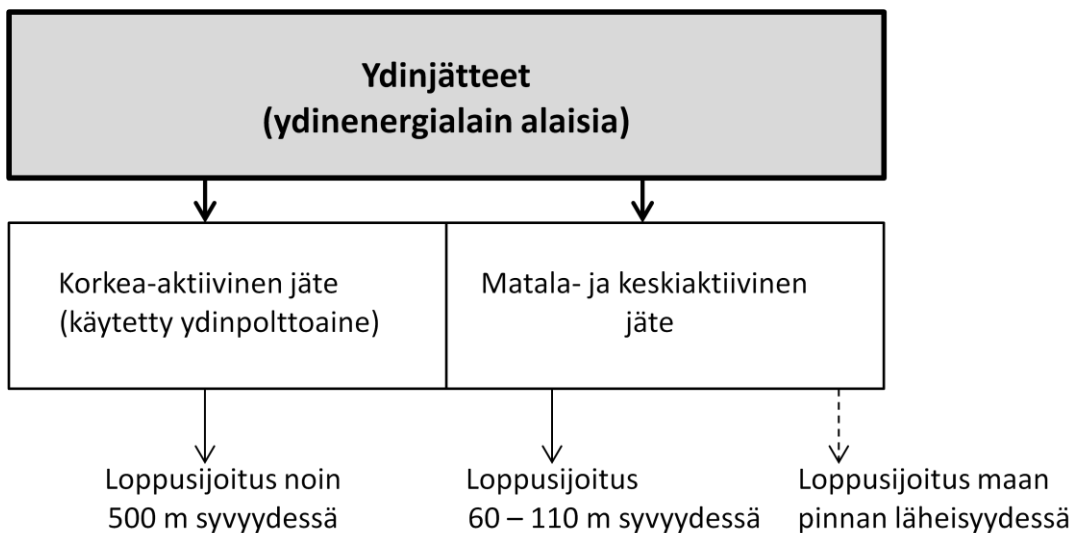 Ydinjätteet
(ydinenergialain alaisia)
Korkea-aktiivinen jäte
(käytetty ydinpolttoaine)
Matala- ja keskiaktiivinen
jäte
Loppusijoitus noin
500 m syvyydessä
Loppusijoitus
60 – 110 m syvyydessä
Loppusijoitus maan
pinnan läheisyydessä